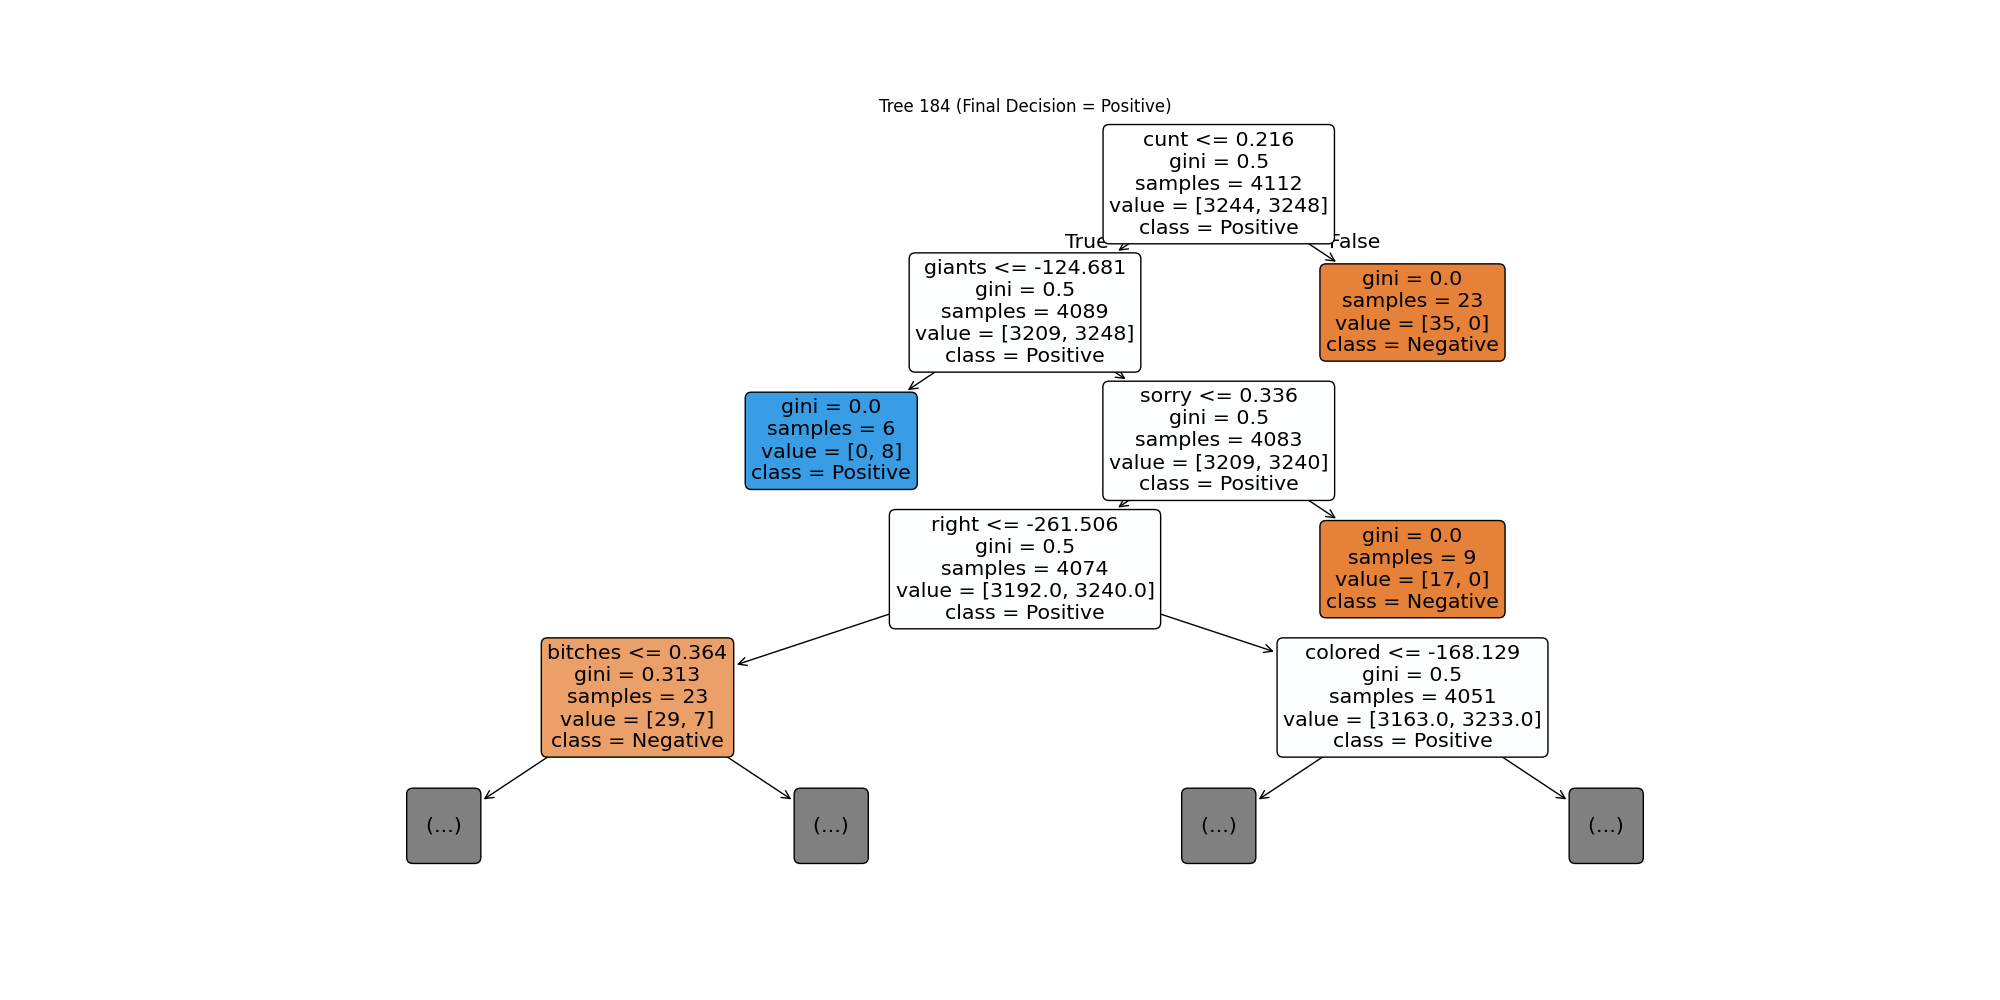 Tree 184 (Final Decision = Positive)
cunt <= 0.216
gini = 0.5
samples = 4112
value = [3244, 3248]
class = Positive
True
False
giants <= -124.681
gini = 0.5
samples = 4089
value = [3209, 3248]
class = Positive
gini = 0.0
samples = 23
value = [35, 0]
class = Negative
gini = 0.0
samples = 6
value = [0, 8]
class = Positive
sorry <= 0.336
gini = 0.5
samples = 4083
value = [3209, 3240]
class = Positive
right <= -261.506
gini = 0.5
samples = 4074
value = [3192.0, 3240.0]
class = Positive
gini = 0.0
samples = 9
value = [17, 0]
class = Negative
bitches <= 0.364
gini = 0.313
samples = 23
value = [29, 7]
class = Negative
colored <= -168.129
gini = 0.5
samples = 4051
value = [3163.0, 3233.0]
class = Positive
(...)
(...)
(...)
(...)